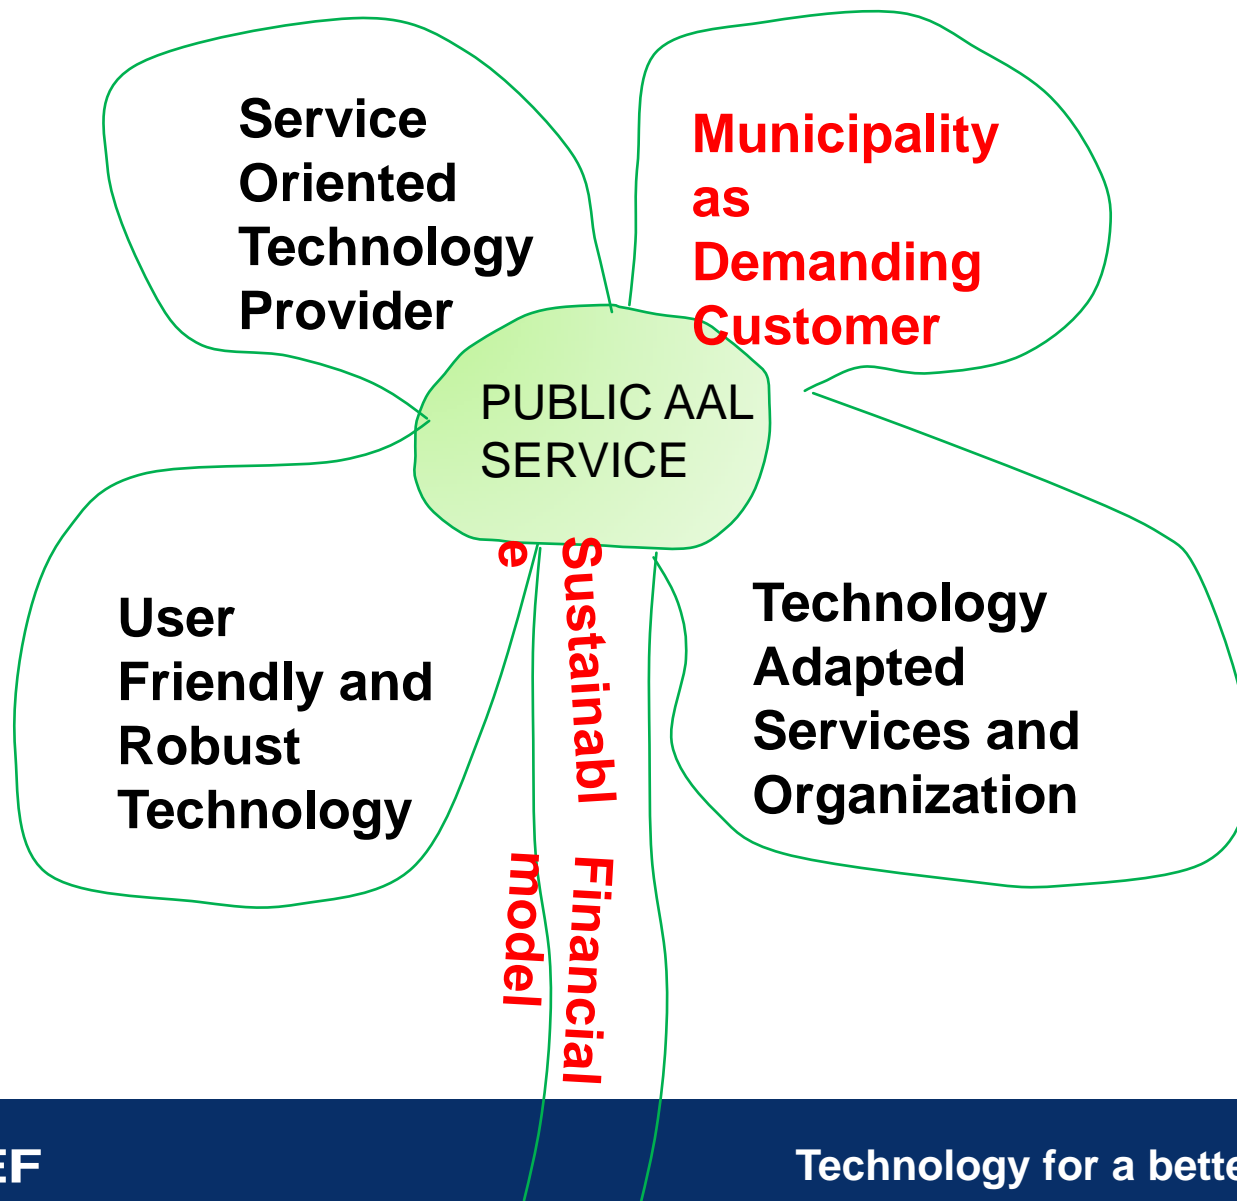 Service
Oriented
Technology
Provider
Municipality
as
Demanding
Customer
PUBLIC AAL
SERVICE
User
Friendly and
Robust
Technology
Sustainabl
e
Financial
model
Technology
Adapted
Services and
Organization
EF
Technology for a bette